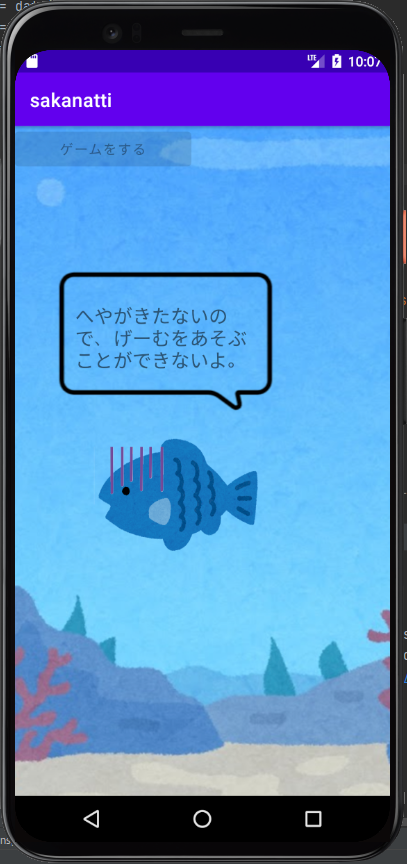 LTE 10:07
sakanatti
ゲームをする
へやがきたないの
で、げーむをあそぶ
ことができないよ。